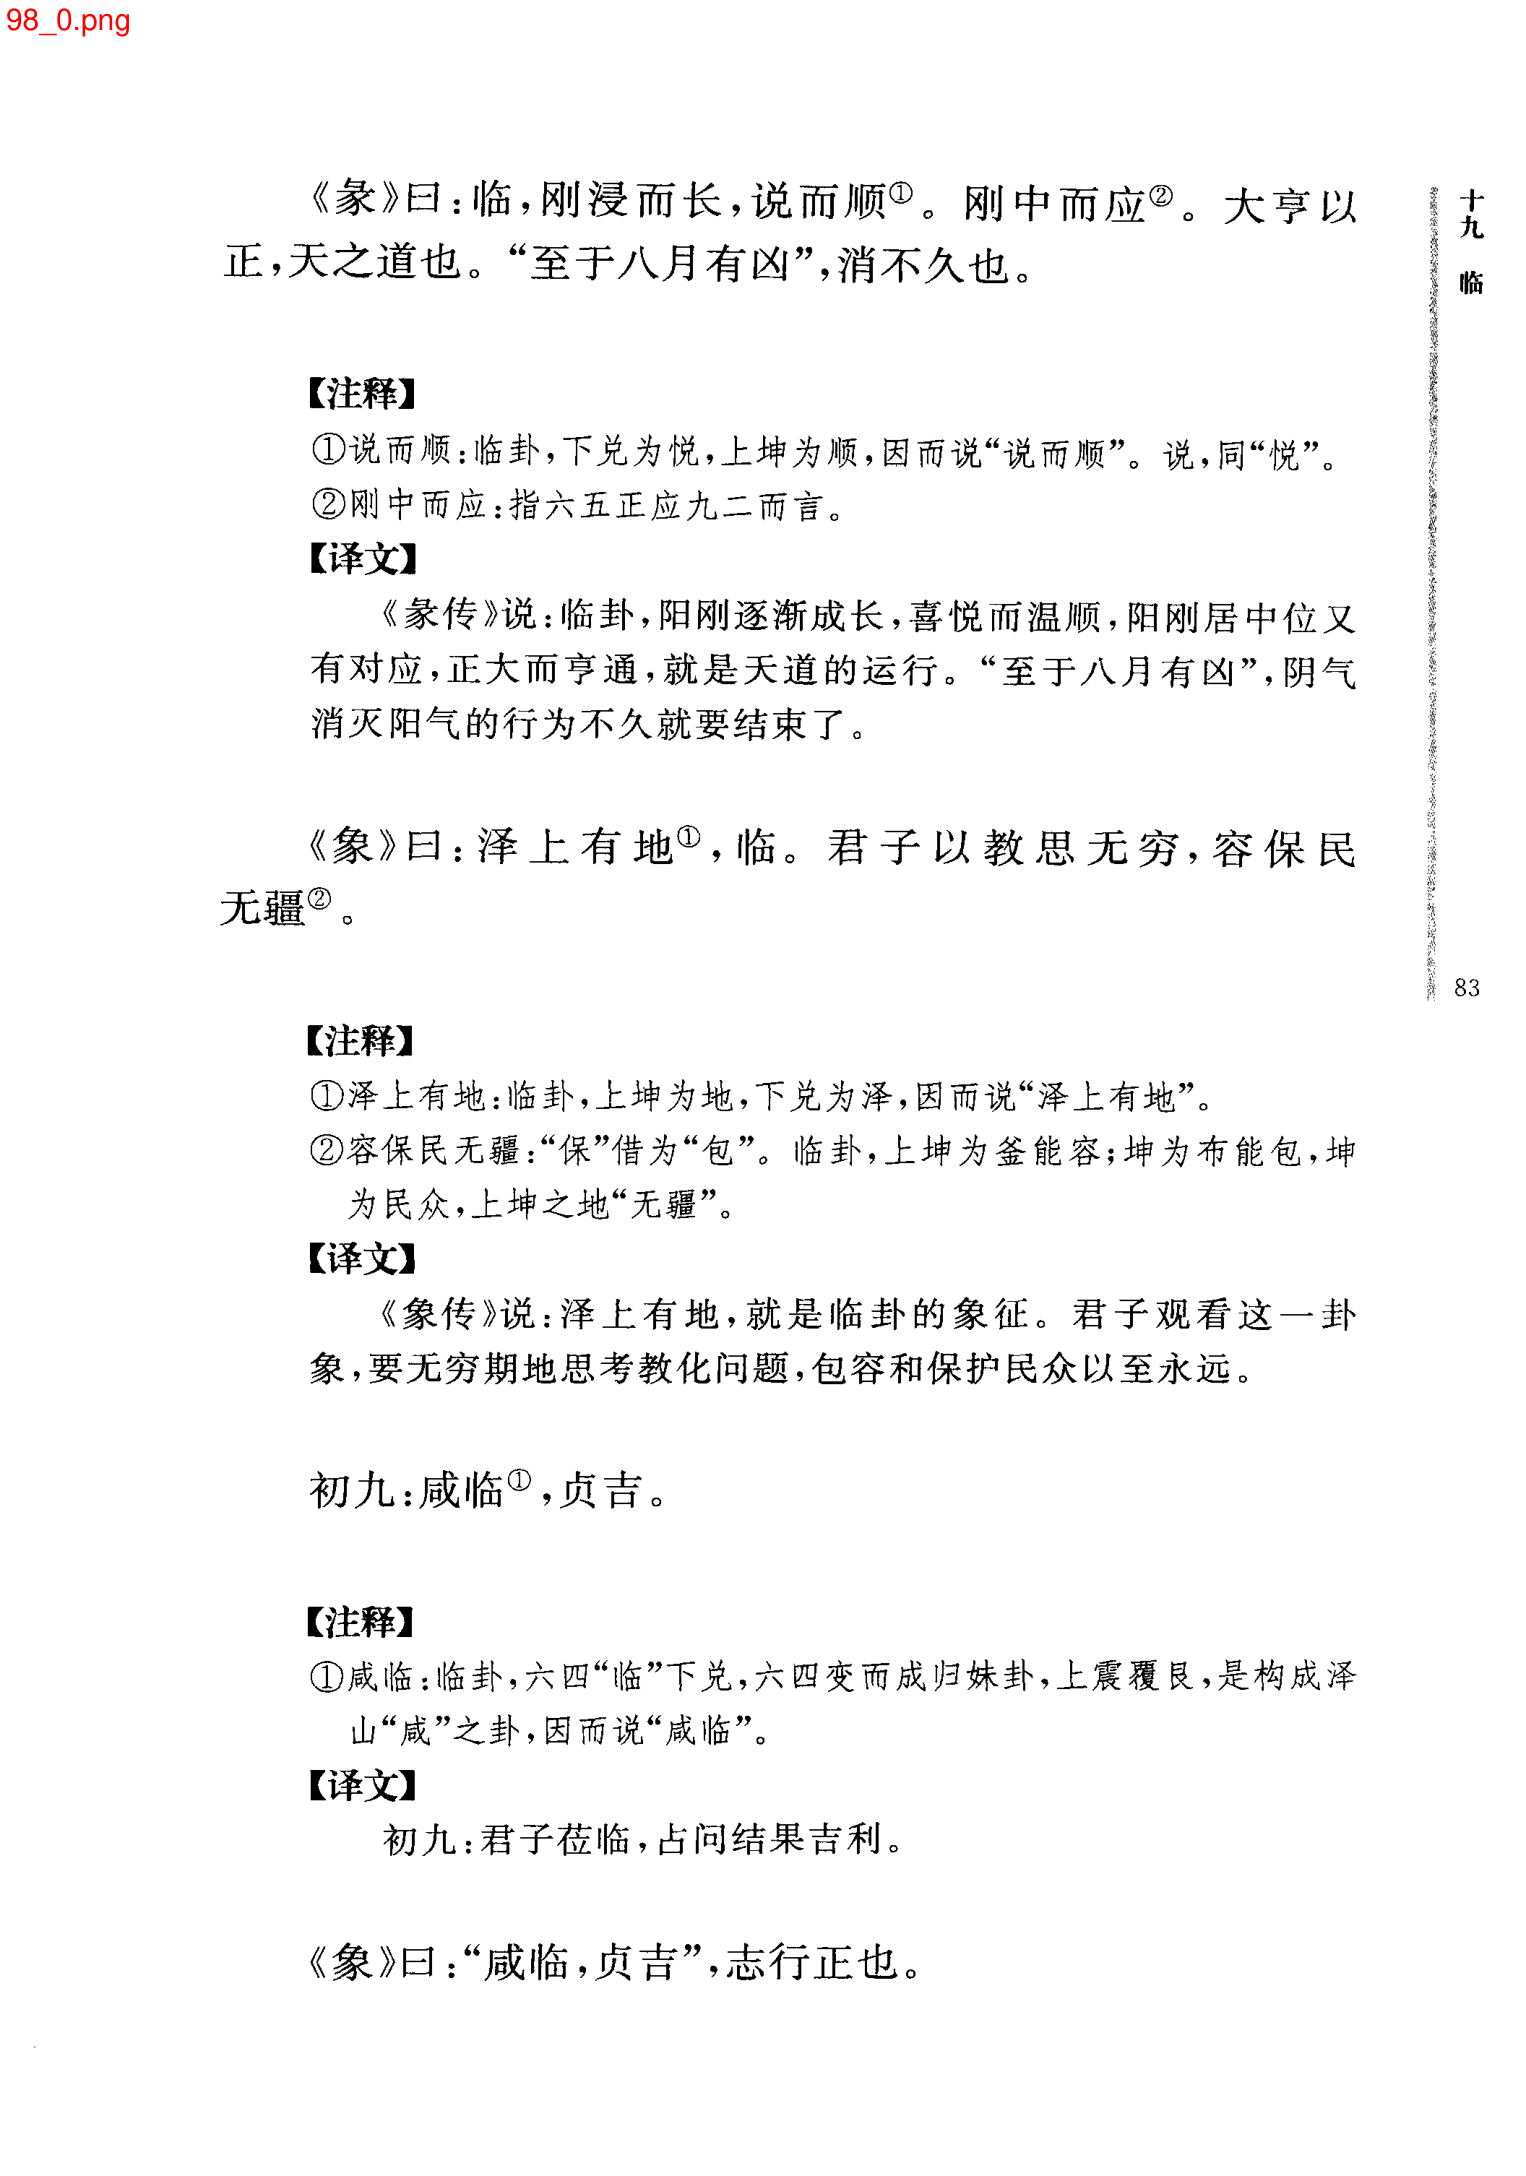 98_0.png
《彖》曰:临,刚浸而长,说而顺①。刚中而应②。大亨以
正,天之道也。“至于八月有凶”,消不久也。
【注释】
①说而顺:临卦,下兑为悦,上坤为顺,因而说“说而顺”。说,同“悦”。
②刚中而应:指六五正应九二而言。
【译文】
《彖传》说:临卦,阳刚逐渐成长,喜悦而温顺,阳刚居中位又
有对应,正大而亨通,就是天道的运行。“至于八月有凶”,阴气
消灭阳气的行为不久就要结束了。
《象》曰:泽上有地①,临。君子以教思无穷,容保民
无疆②。
【注释】
①泽上有地:临卦,上坤为地,下兑为泽,因而说“泽上有地”。
②容保民无疆:“保”借为“包”。临卦,上坤为釜能容;坤为布能包,坤
为民众,上坤之地“无疆”。
【译文】
《象传》说:泽上有地,就是临卦的象征。君子观看这一卦
象,要无穷期地思考教化问题,包容和保护民众以至永远。
初九:咸临①,贞吉。
【注释】
①咸临:临卦,六四“临”下兑,六四变而成归妹卦,上震覆艮,是构成泽
山“咸”之卦,因而说“咸临”。
【译文】
初九:君子莅临,占问结果吉利。
《象》曰:“咸临,贞吉”,志行正也。
十九 临
83